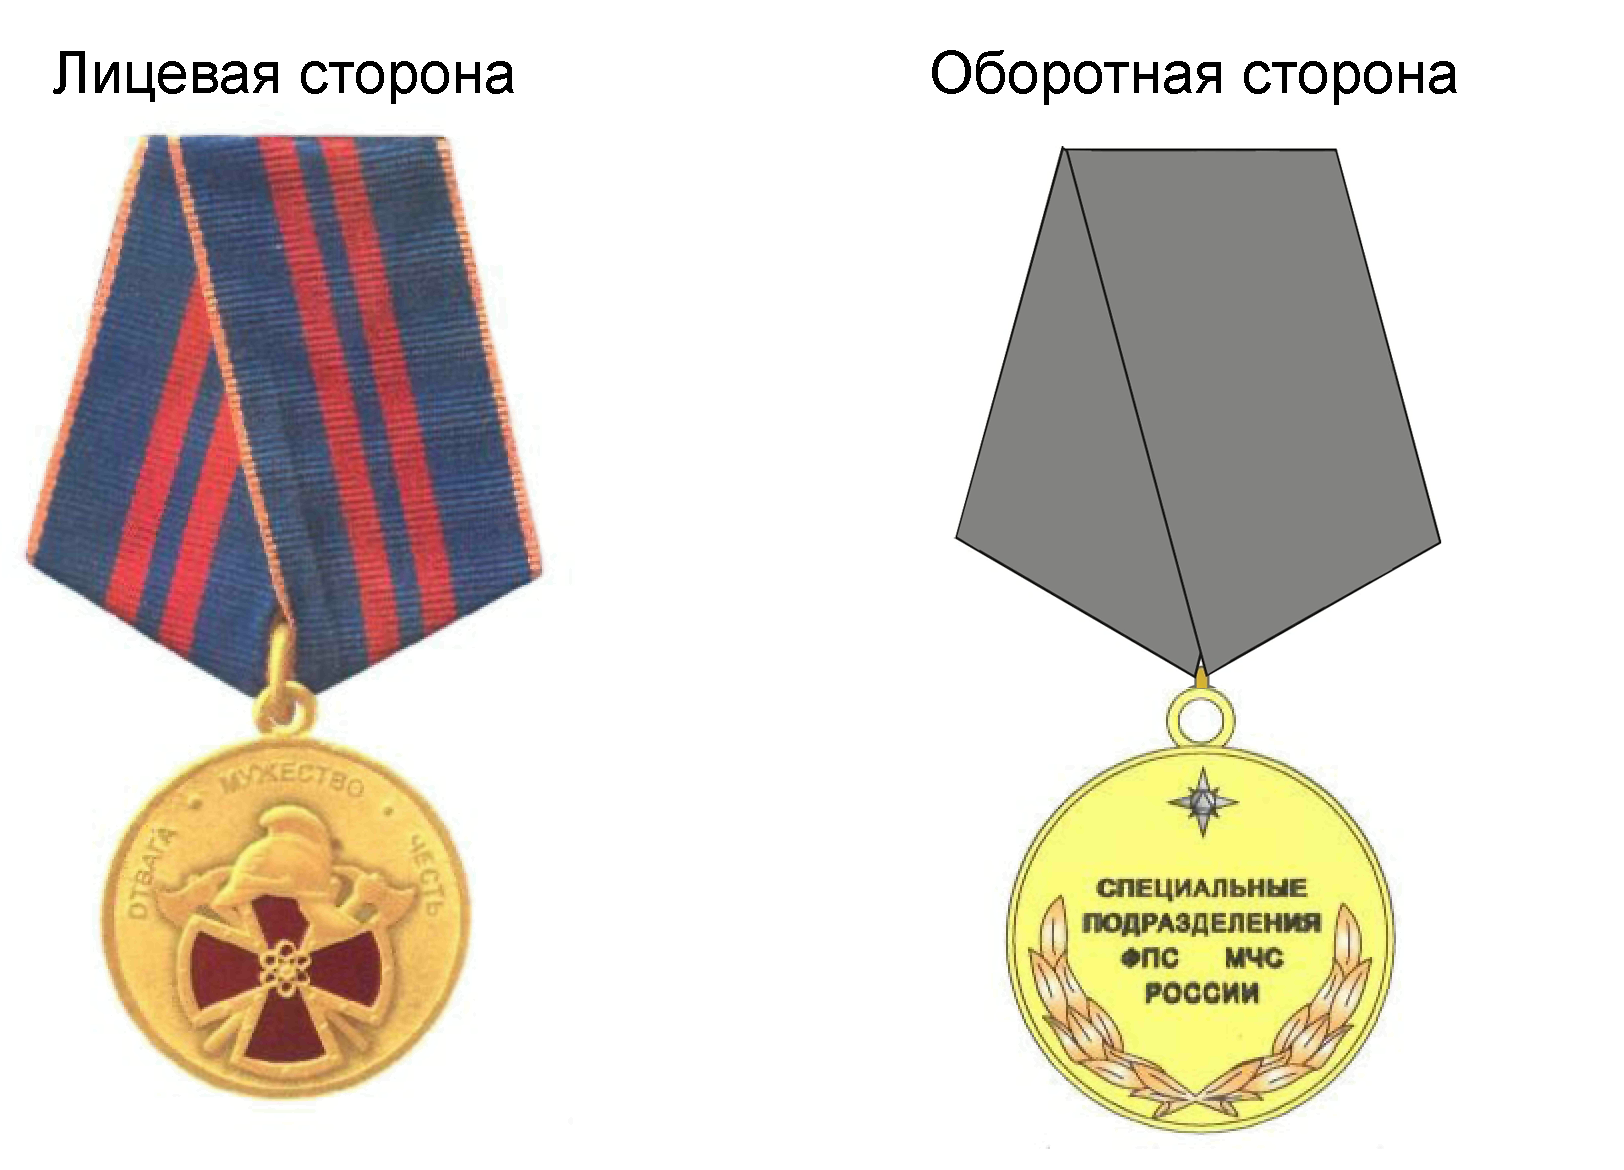 Лицевая сторона
Оборотная сторона
ОТВАГА • МУЖЕСТВО • ЧЕСТЬ
СПЕЦИАЛЬНЫЕ
ПОДРАЗДЕЛЕНИЯ
ФПС МЧС
РОССИИ